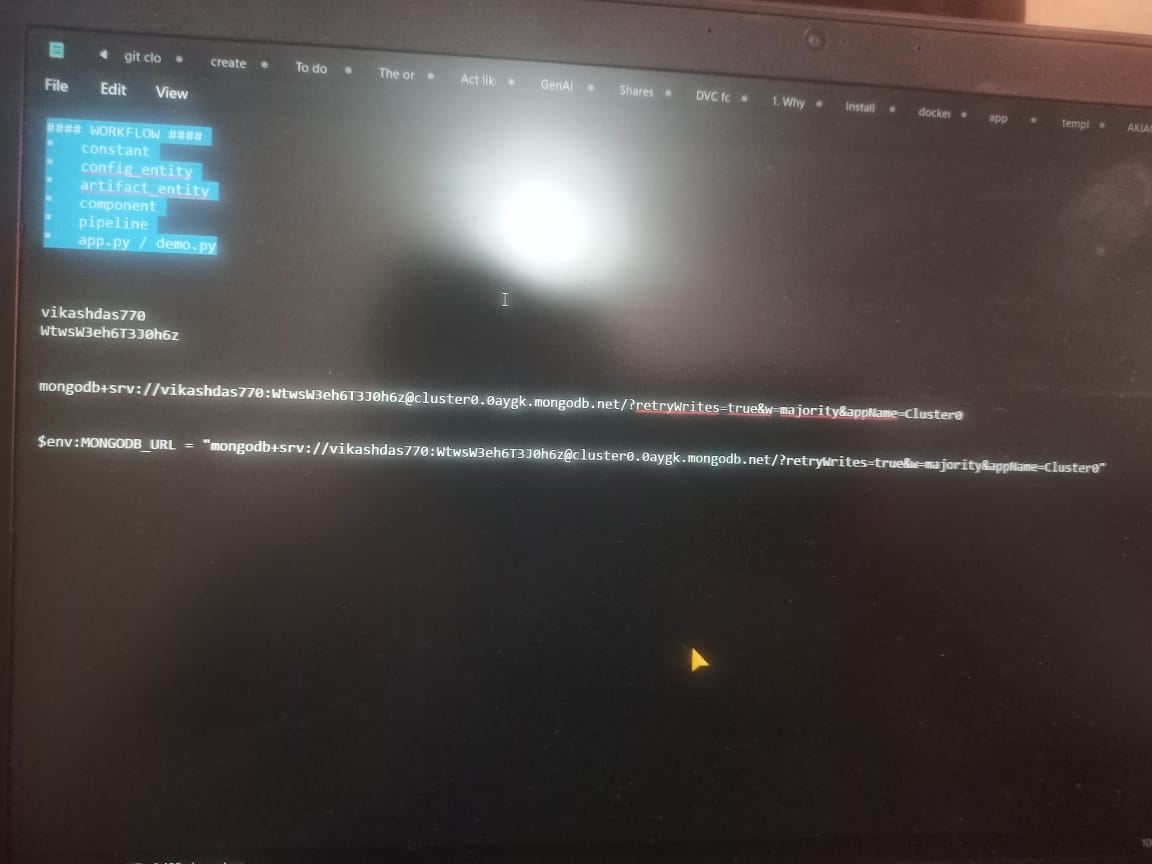 git clo
create
To do
The or
Act lik
GenAI
Shares
DVC fc
1. Why
Install
docker
app
templ
File Edit View
#### WORKFLOW ####
constant
config_entity
artifact_entity
component
pipeline
app.py / demo.py
vikashdas770
WtwsW3eh6T3J0h6z
mongodb+srv://vikashdas770:WtwsW3eh6T3J0h6z@cluster0.0aygk.mongodb.net/?retryWrites=true&w=majority&appName=Cluster0
$env:MONGODB_URL = "mongodb+srv://vikashdas770:WtwsW3eh6T3J0h6z@cluster0.0aygk.mongodb.net/?retryWrites=true&w=majority&appName=Cluster0"